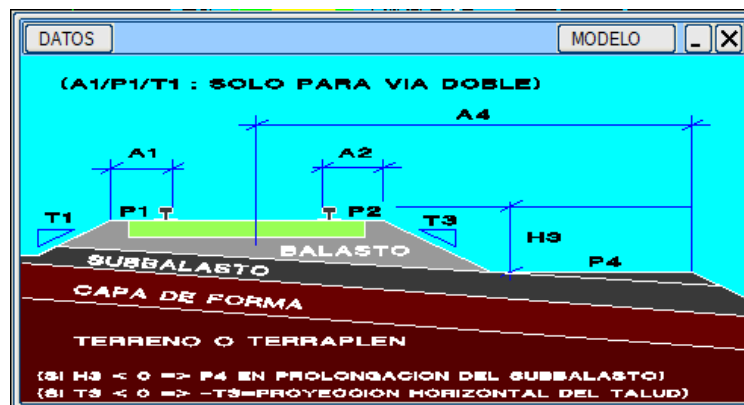 DATOS MODELO
(A1/P1/T1 : SOLO PARA VIA DOBLE)
A4
A1 A2
P1 P2
T1 T3
H3
BALASTO P4
SUBBALASTO
CAPA DE FORMA
TERRENO O TERRAPLEN
(SI H3 < 0 => P4 EN PROLONGACION DEL SUBBALASTO)
(SI T3 < 0 => -T3=PROYECCION HORIZONTAL DEL TALUD)